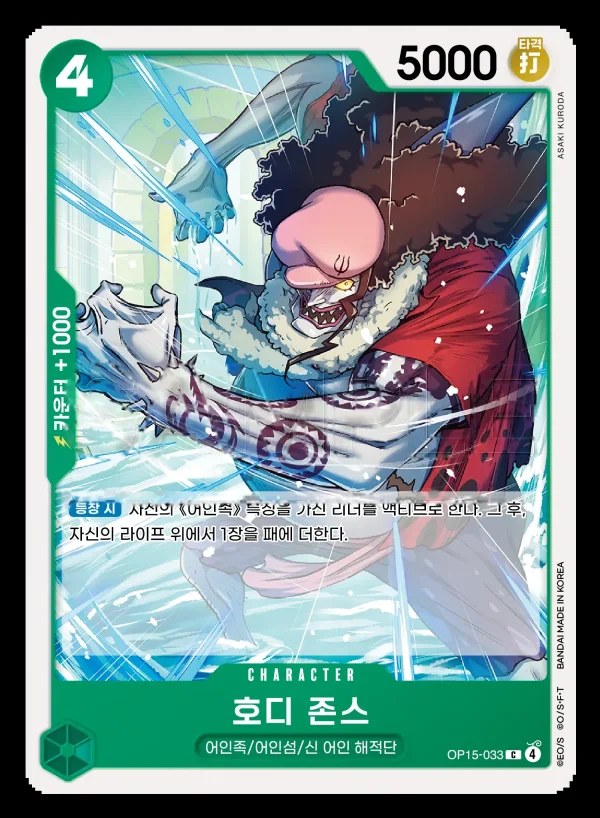 4
5000
타격
打
ASAKI KURODA
카운터 +1000
등장 시 자신의 《어인족》 특징을 가진 리더를 액티브로 한다. 그 후,
자신의 라이프 위에서 1장을 패에 더한다.
CHARACTER
호디 존스
어인족/어인섬/신 어인 해적단
OP15-033 C 4
©EO/S ©O/S·F·T BANDAI MADE IN KOREA